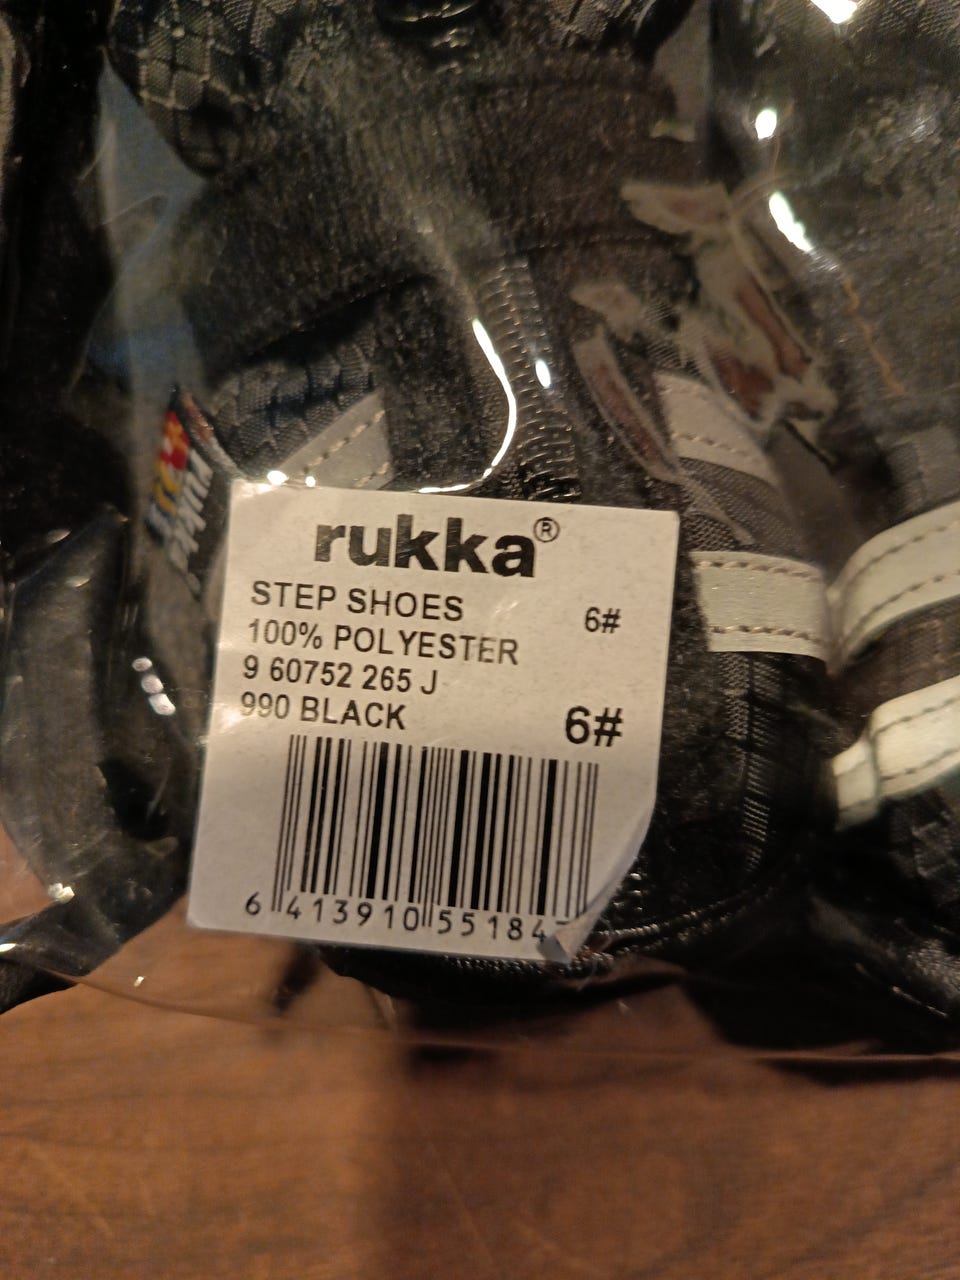 rukka®
STEP SHOES 6#
100% POLYESTER
9 60752 265 J
990 BLACK 6#
6 413910 55184